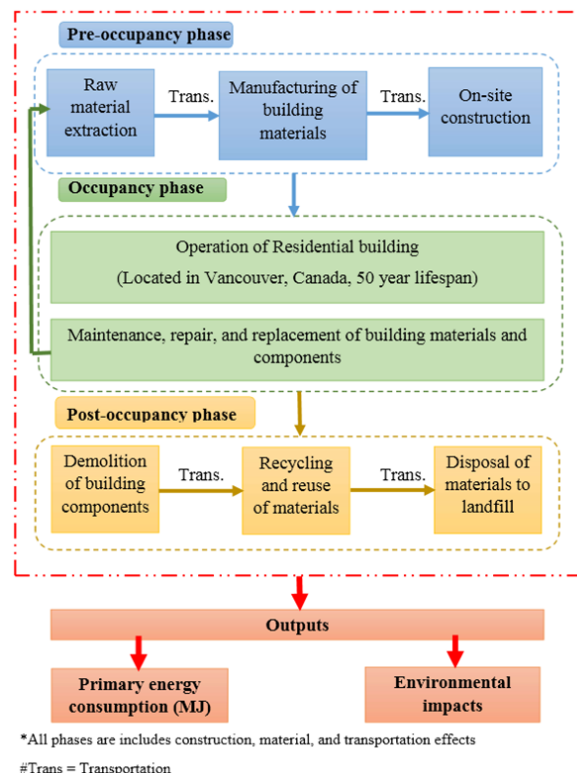 Pre-occupancy phase
Raw
material
extraction
Trans.
Manufacturing of
building
materials
Trans.
On-site
construction
Occupancy phase
Operation of Residential building
(Located in Vancouver, Canada, 50 year lifespan)
Maintenance, repair, and replacement of building materials and
components
Post-occupancy phase
Demolition
of building
components
Trans.
Recycling
and reuse
of materials
Trans.
Disposal of
materials to
landfill
Outputs
Primary energy
consumption (MJ)
Environmental
impacts
*All phases are includes construction, material, and transportation effects
#Trans = Transportation